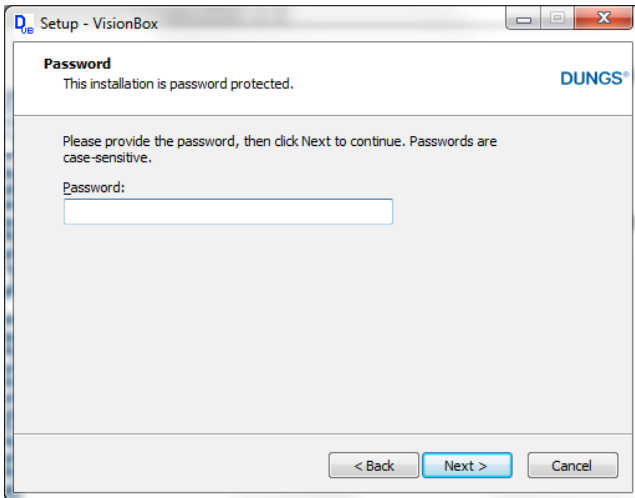 DVB Setup - VisionBox
Password
This installation is password protected.
DUNGS®
Please provide the password, then click Next to continue. Passwords are
case-sensitive.
Password:
< Back Next > Cancel